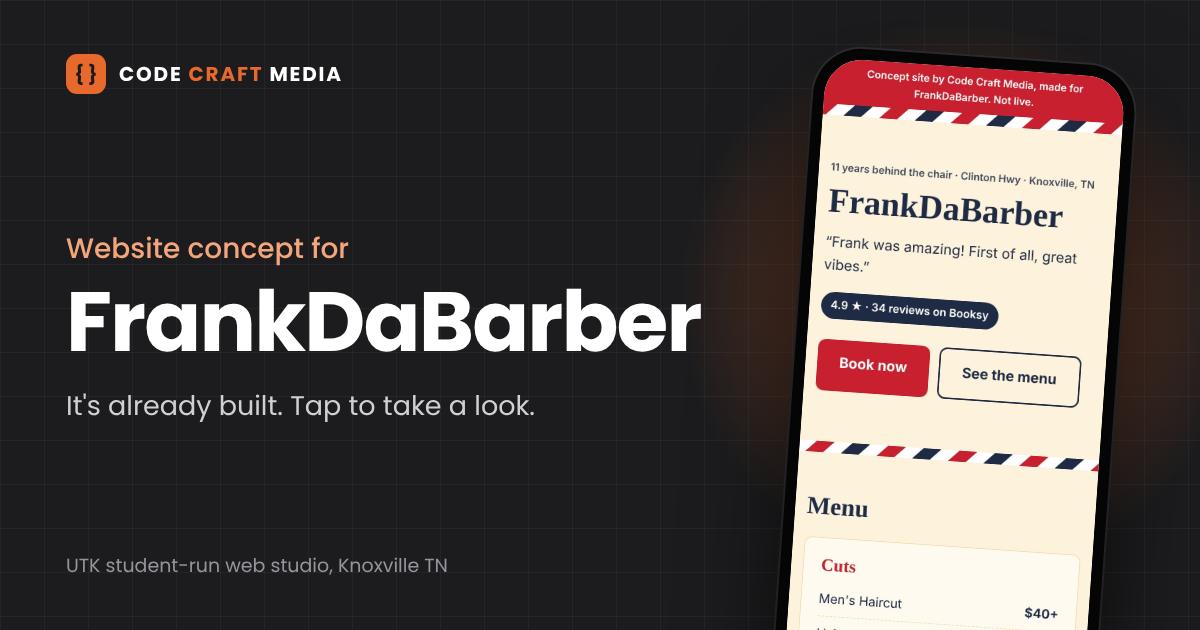 { } CODE CRAFT MEDIA
Website concept for
FrankDaBarber
It's already built. Tap to take a look.
UTK student-run web studio, Knoxville TN
Concept site by Code Craft Media, made for
FrankDaBarber. Not live.
11 years behind the chair · Clinton Hwy · Knoxville, TN
FrankDaBarber
“Frank was amazing! First of all, great
vibes.”
4.9 ★ · 34 reviews on Booksy
Book now
See the menu
Menu
Cuts
Men's Haircut
$40+